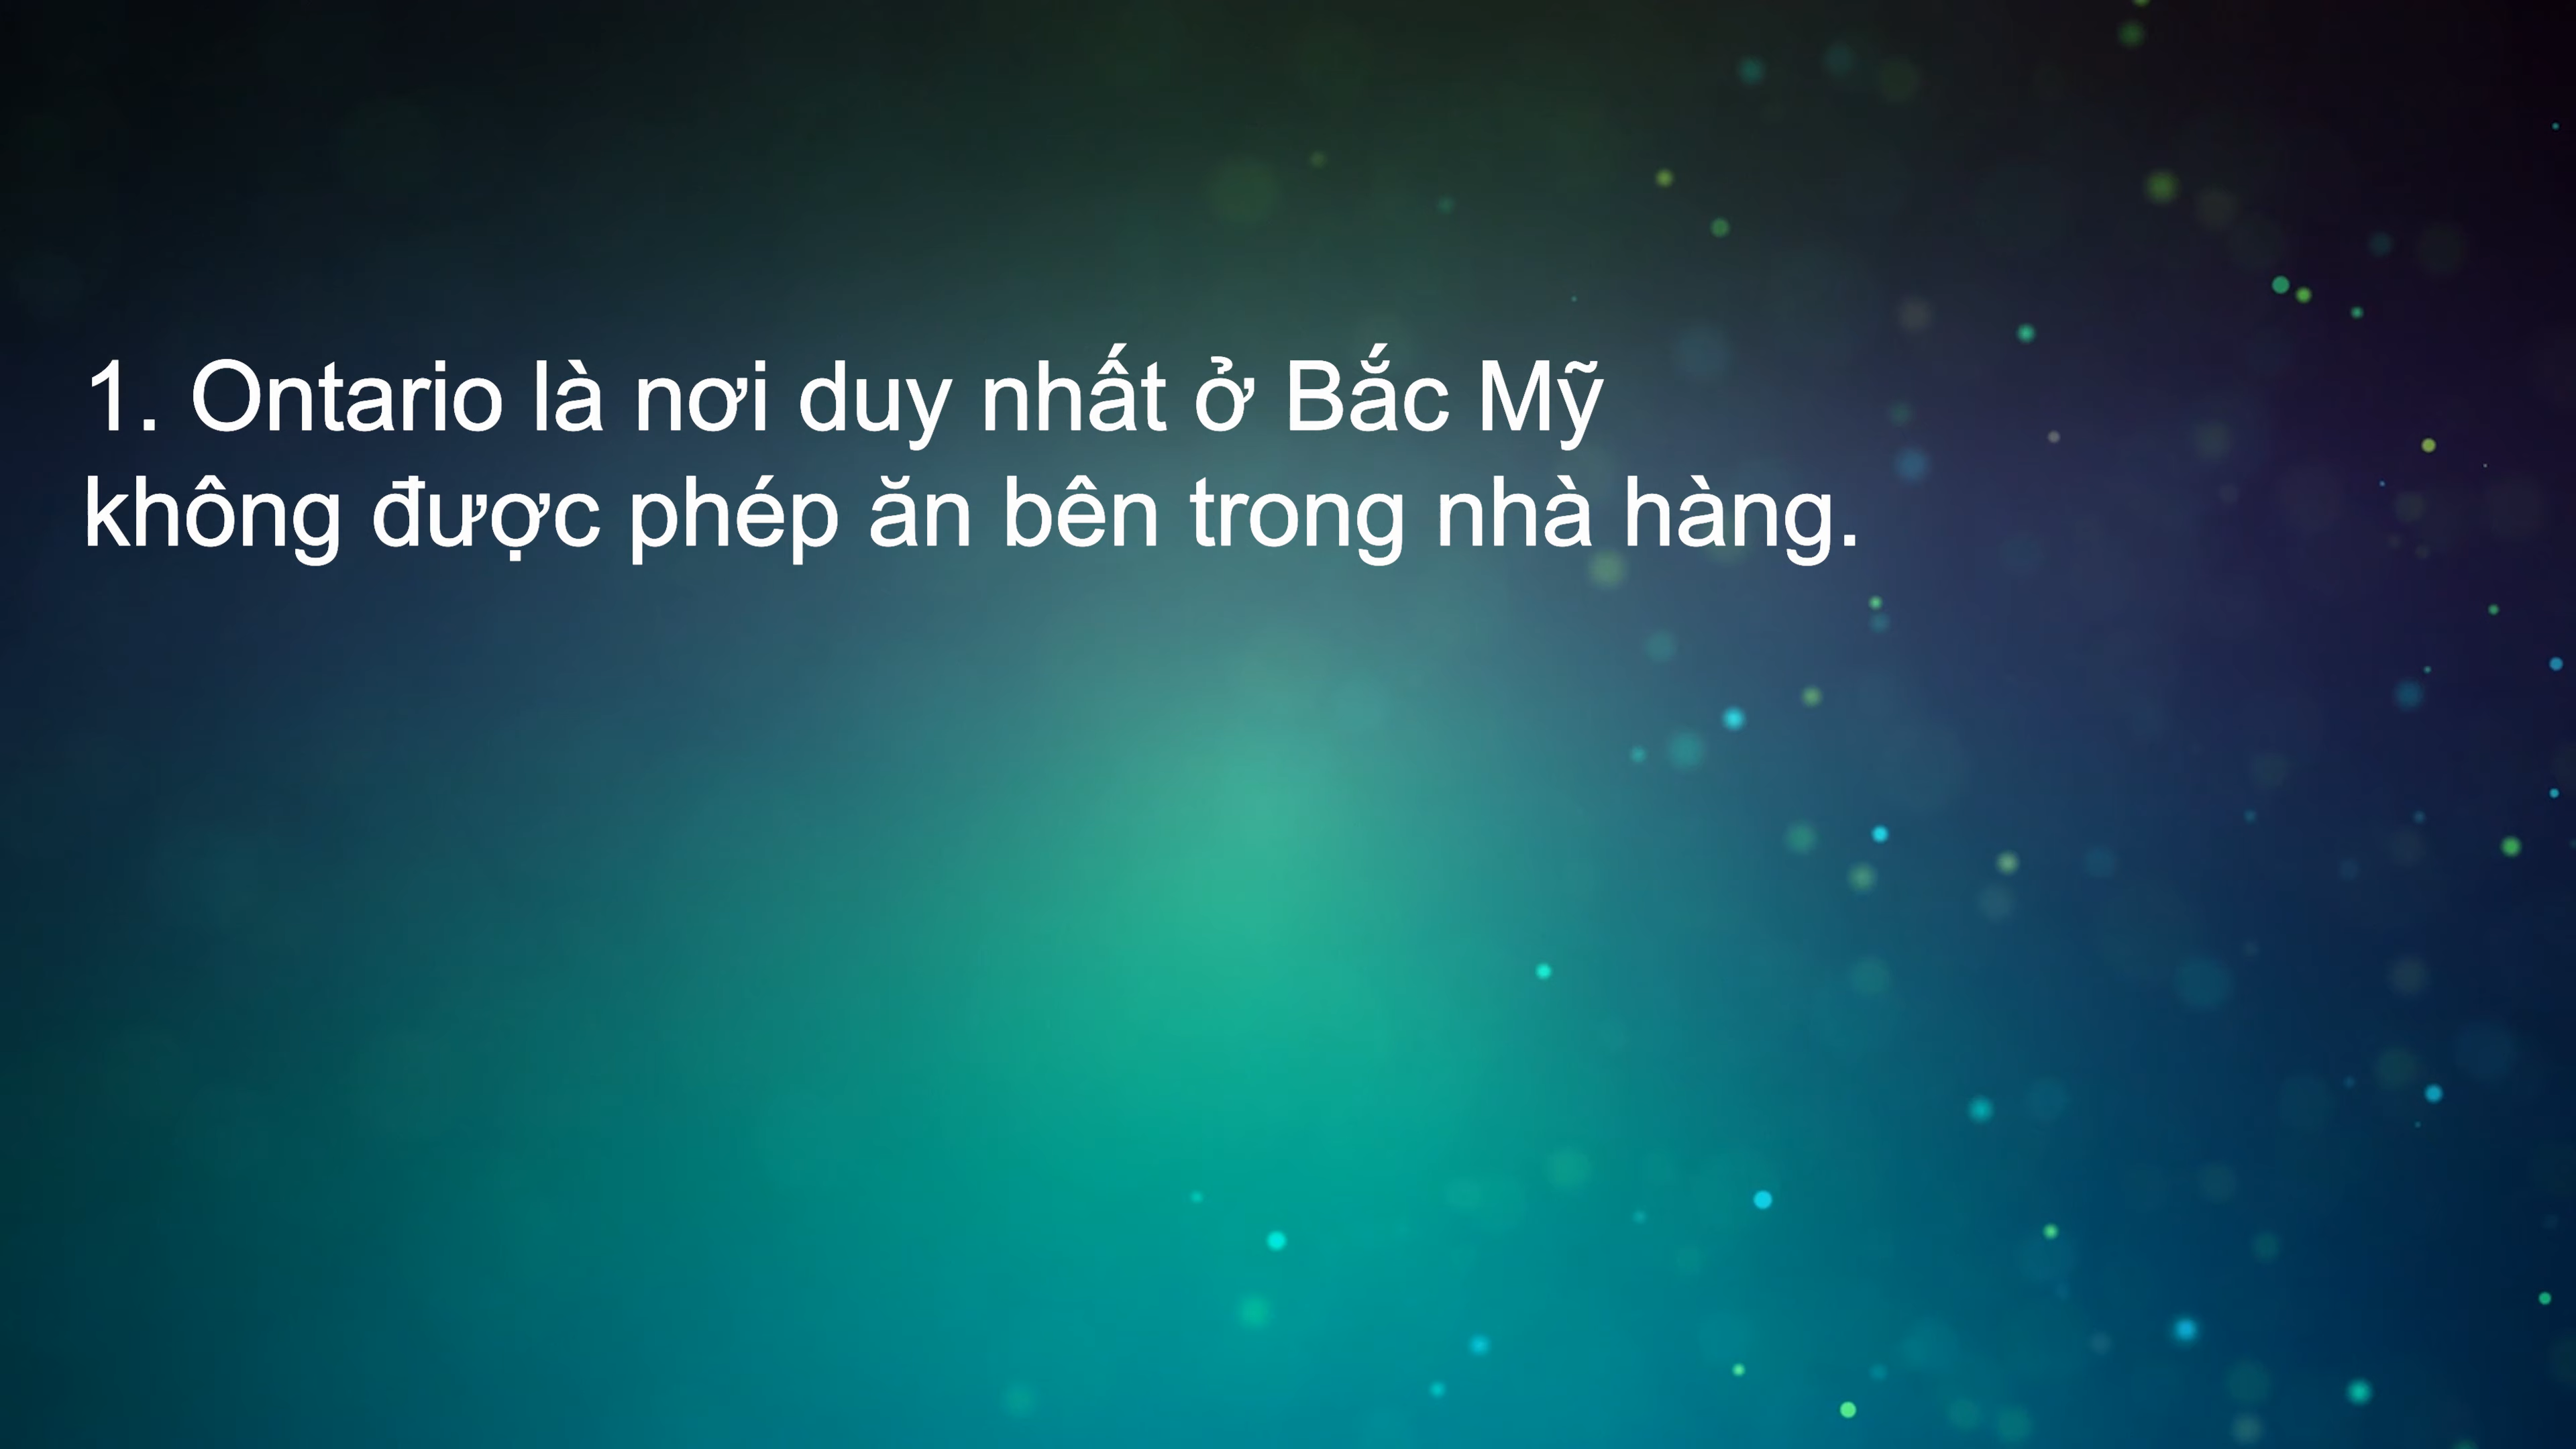 1. Ontario là nơi duy nhất ở Bắc Mỹ
không được phép ăn bên trong nhà hàng.